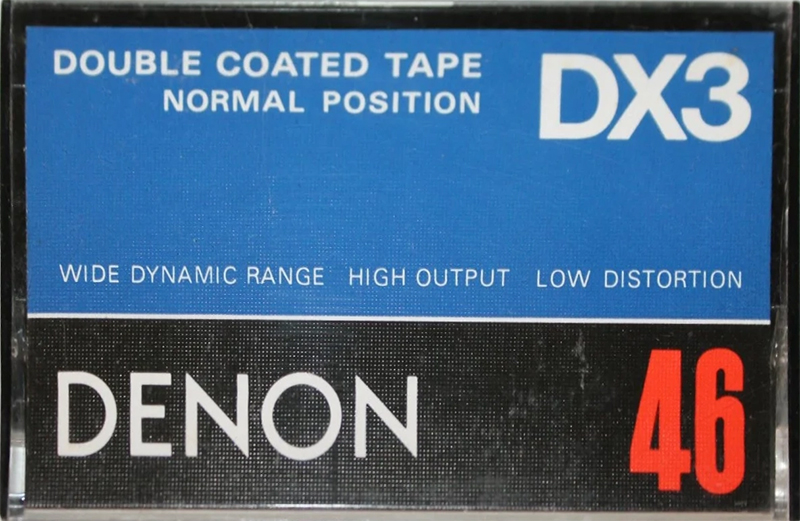 DOUBLE COATED TAPE DX3
NORMAL POSITION
WIDE DYNAMIC RANGE HIGH OUTPUT LOW DISTORTION
DENON 46